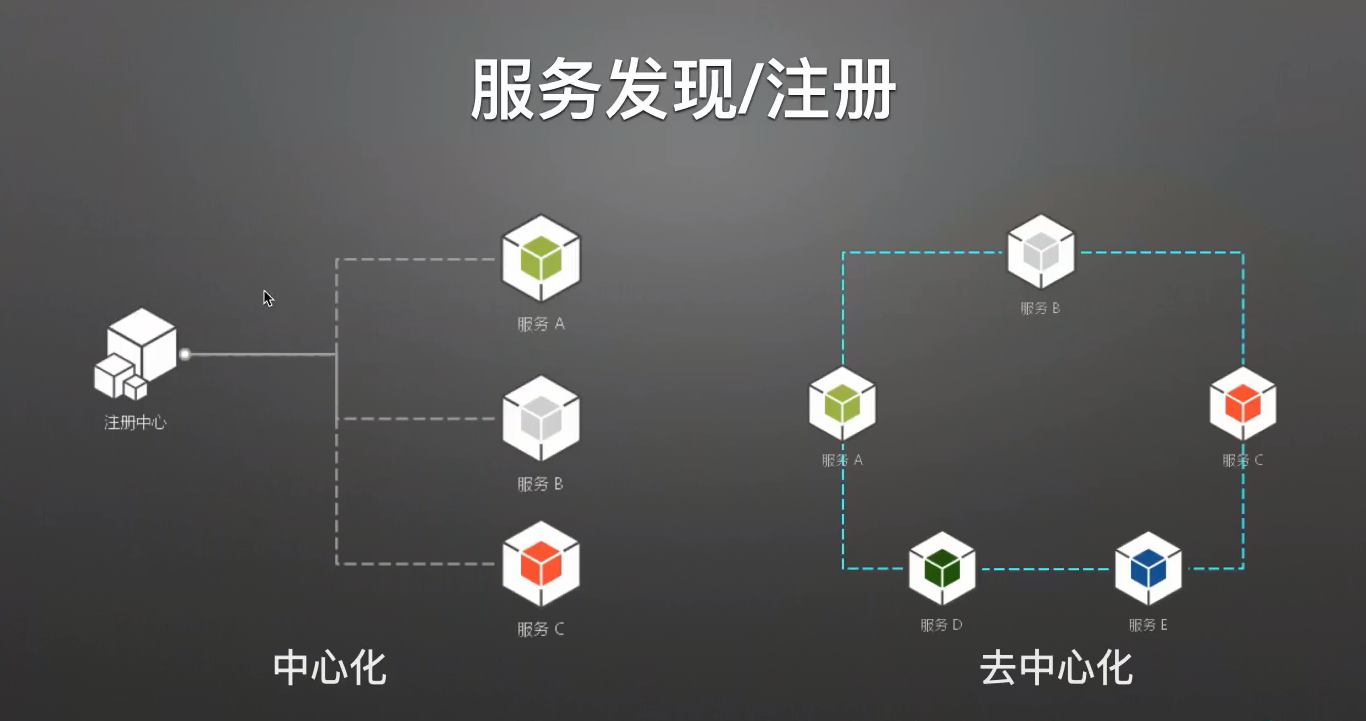 服务发现/注册
注册中心
服务 A
服务 B
服务 C
中心化
服务 B
服务 A
服务 C
服务 D
服务 E
去中心化